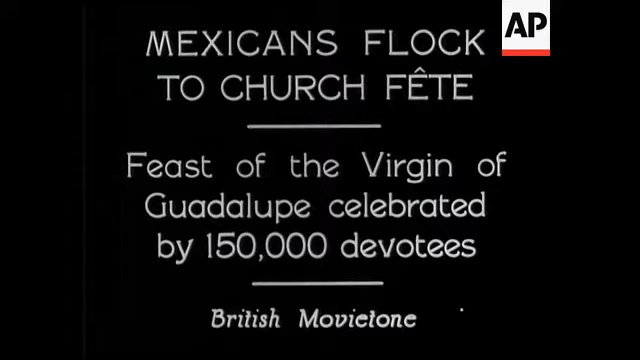 AP
MEXICANS FLOCK
TO CHURCH FÊTE
Feast of the Virgin of
Guadalupe celebrated
by 150,000 devotees
British Movietone